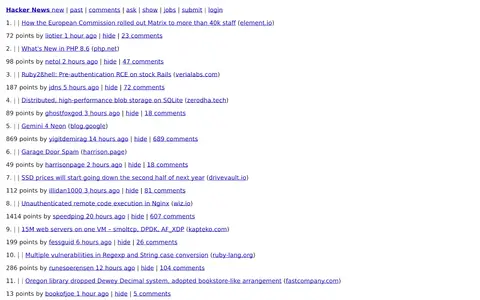 Hacker News new | past | comments | ask | show | jobs | submit | login
1. | | How the European Commission rolled out Matrix to more than 40k staff (element.io)
72 points by iiotier 1 hour ago | hide | 23 comments
2. | | What's New in PHP 8.6 (php.net)
98 points by netol 2 hours ago | hide | 47 comments
3. | | Ruby2Shell: Pre-authentication RCE on stock Rails (verialabs.com)
187 points by jdns 5 hours ago | hide | 72 comments
4. | | Distributed, high-performance blob storage on SQLite (zerodha.tech)
89 points by ghostfoxgod 3 hours ago | hide | 18 comments
5. | | Gemini 4 Neon (blog.google)
869 points by yigitdemirag 14 hours ago | hide | 689 comments
6. | | Garage Door Spam (harrison.page)
49 points by harrisonpage 2 hours ago | hide | 18 comments
7. | | SSD prices will start going down the second half of next year (drivevault.io)
112 points by illidan1000 3 hours ago | hide | 81 comments
8. | | Unauthenticated remote code execution in Nginx (wiz.io)
1414 points by speedping 20 hours ago | hide | 607 comments
9. | | 15M web servers on one VM – smoltcp, DPDK, AF_XDP (kapteko.com)
199 points by fessguid 6 hours ago | hide | 26 comments
10. | | Multiple vulnerabilities in Regexp and String case conversion (ruby-lang.org)
286 points by runesoerensen 12 hours ago | hide | 104 comments
11. | | Oregon library dropped Dewey Decimal system, adopted bookstore-like arrangement (fastcompany.com)
13 points by bookofjoe 1 hour ago | hide | 5 comments